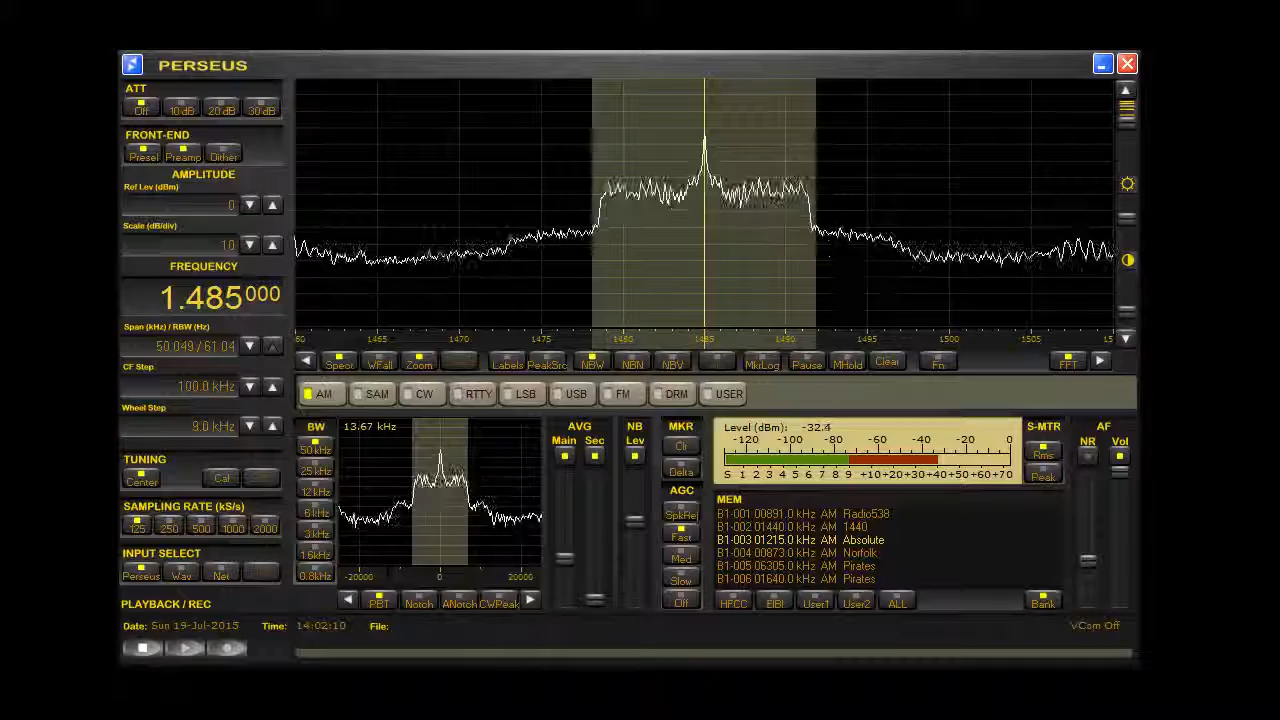 PERSEUS
ATT
Off 10 dB 20 dB 30 dB
FRONT-END
Presel Preamp Dither
AMPLITUDE
Ref Lev (dBm)
0
Scale (dB/div)
10
FREQUENCY
1.485000
Span (kHz) / RBW (Hz)
50 049 / 61 04
CF Step
100.0 kHz
Wheel Step
9.0 kHz
TUNING
Center Cal
SAMPLING RATE (kS/s)
125 250 500 1000 2000
INPUT SELECT
Perseus Wav Net
PLAYBACK / REC
Date: Sun 19-Jul-2015 Time: 14:02:10 File:
60 1465 1470 1475 1480 1485 1490 1495 1500 1505 15
Spect WFall Zoom Labels PeakSrc NBW NBN NBV MkrLog Pause MHold Clear Fn FFT
AM SAM CW RTTY LSB USB FM DRM USER
BW
50 kHz
25 kHz
12 kHz
6 kHz
3kHz
1.6kHz
0.8kHz
13.67 kHz
-20000 0 20000
PBT Notch ANotch CWPeak
AVG
Main Sec
NB
Lev
MKR
Clr
Delta
AGC
SpkRej
Fast
Med
Slow
Off
Level (dBm): -32.4
-120 -100 -80 -60 -40 -20 0
S 1 2 3 4 5 6 7 8 9 +10 +20 +30 +40 +50 +60 +70
S-MTR
Rms
Peak
AF
NR Vol
MEM
B1-001 00891.0 kHz AM Radio538
B1-002 01440.0 kHz AM 1440
B1-003 01215.0 kHz AM Absolute
B1-004 00873.0 kHz AM Norfolk
B1-005 06305.0 kHz AM Pirates
B1-006 01640.0 kHz AM Pirates
HFCC EIBI User1 User2 ALL Bank
VCom Off